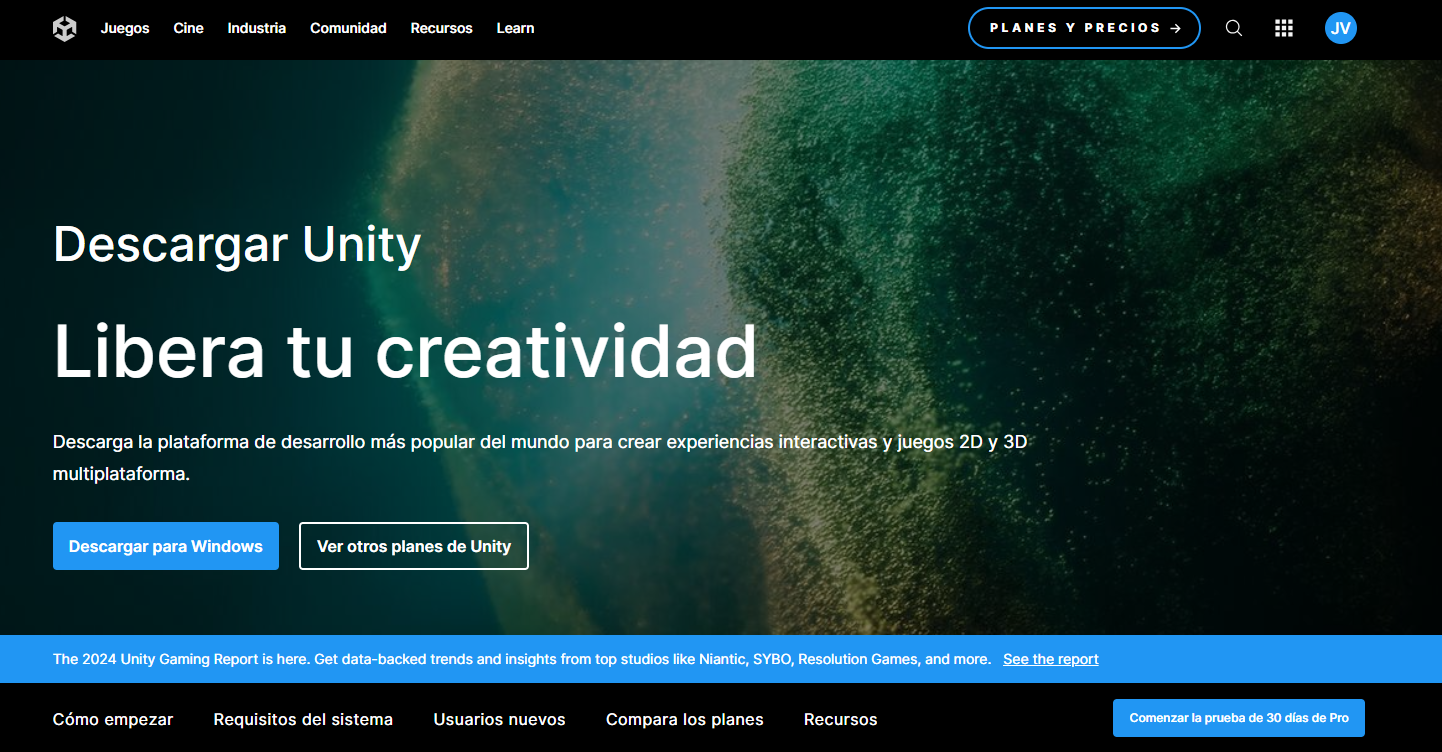 Juegos Cine Industria Comunidad Recursos Learn PLANES Y PRECIOS → JV
Descargar Unity
Libera tu creatividad
Descarga la plataforma de desarrollo más popular del mundo para crear experiencias interactivas y juegos 2D y 3D
multiplataforma.
Descargar para Windows Ver otros planes de Unity
The 2024 Unity Gaming Report is here. Get data-backed trends and insights from top studios like Niantic, SYBO, Resolution Games, and more. See the report
Cómo empezar Requisitos del sistema Usuarios nuevos Compara los planes Recursos Comenzar la prueba de 30 días de Pro